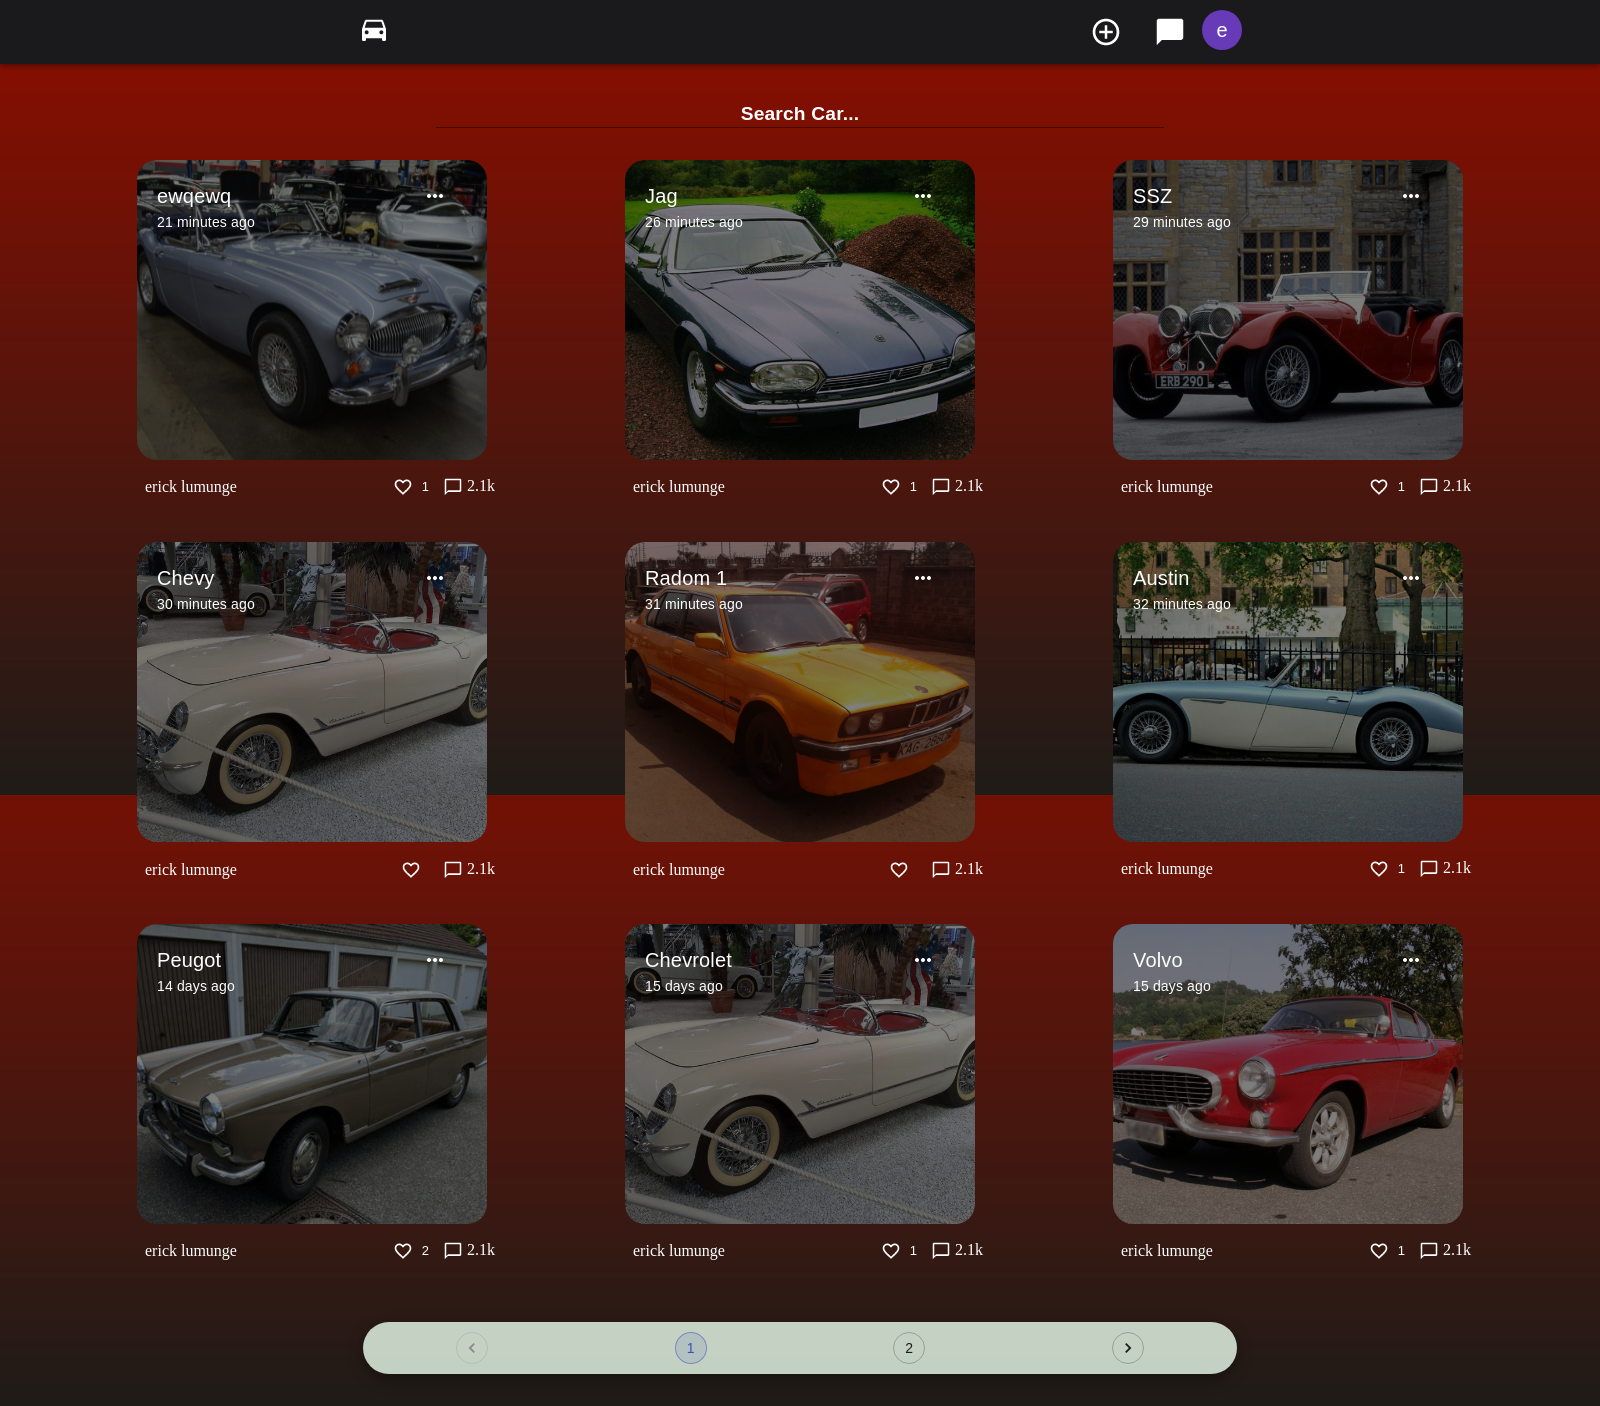 e
Search Car...
ewqewq
21 minutes ago
Jag
26 minutes ago
SSZ
29 minutes ago
ERB 290
erick lumunge
1
2.1k
erick lumunge
1
2.1k
erick lumunge
1
2.1k
Chevy
30 minutes ago
Radom 1
31 minutes ago
Austin
32 minutes ago
erick lumunge
2.1k
erick lumunge
2.1k
erick lumunge
1
2.1k
Peugot
14 days ago
Chevrolet
15 days ago
Volvo
15 days ago
erick lumunge
2
2.1k
erick lumunge
1
2.1k
erick lumunge
1
2.1k
1
2